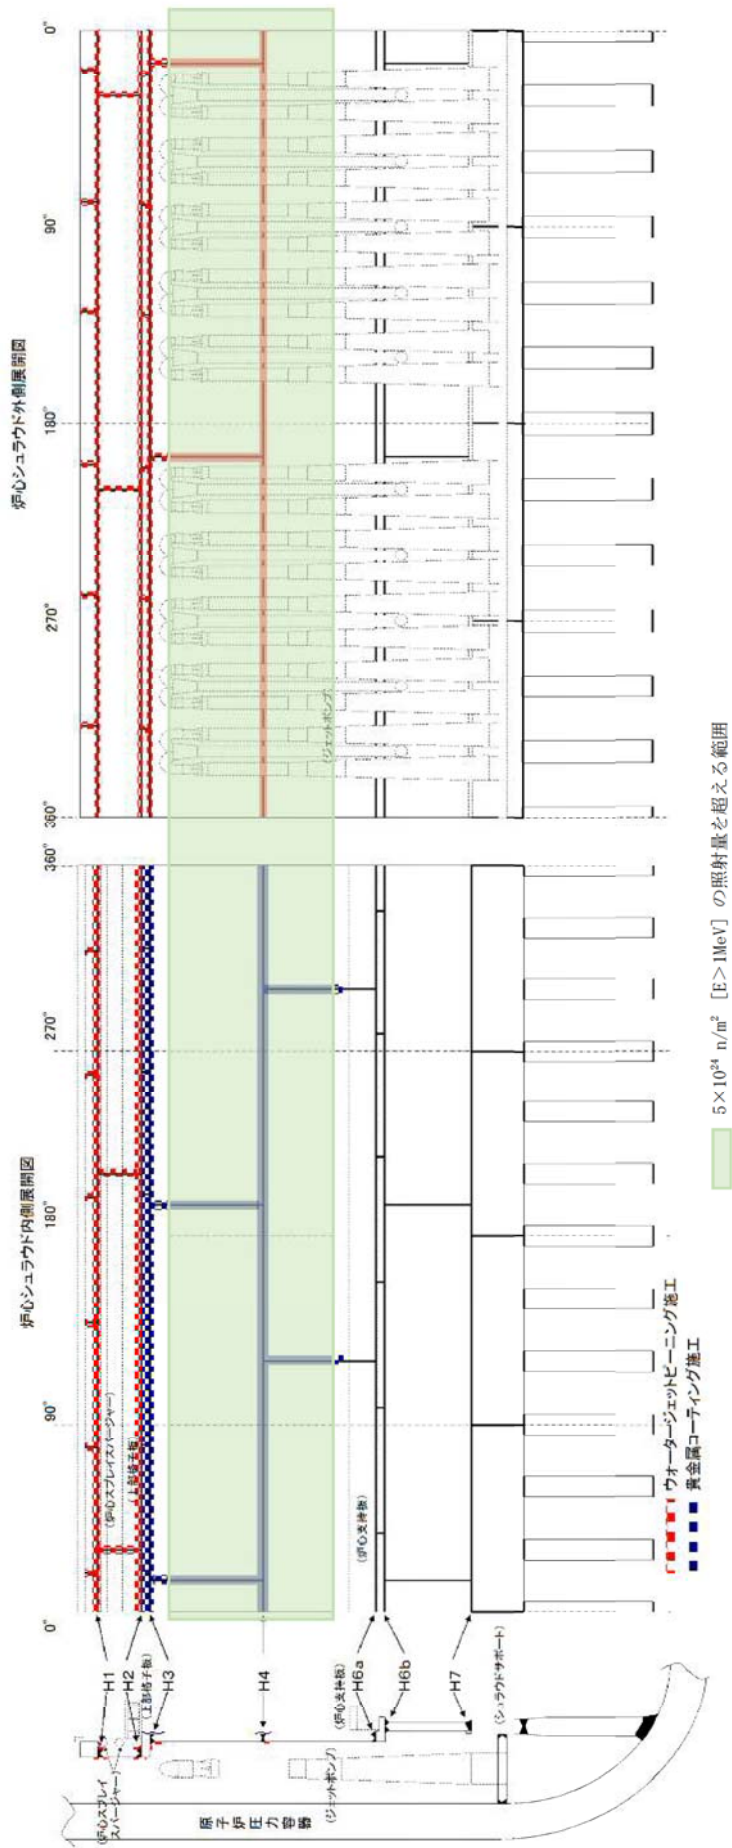 炉心シュラウド内側展開図
炉心シュラウド外側展開図
0°
90°
180°
270°
360°
360°
270°
180°
90°
0°
(炉心スプレイ
スパージャー)
(上部格子板)
(炉心支持板)
(ジェットポンプ)
(シュラウドサポート)
原子炉圧力容器
H1
H2
H3
H4
H6a
H6b
H7
(炉心スプレイスパージャー)
(上部格子板)
(炉心支持板)
(ジェットポンプ)
ウォータージェットピーニング施工
貴金属コーティング施工
5×10²⁴ n/m² [E>1MeV] の照射量を超える範囲